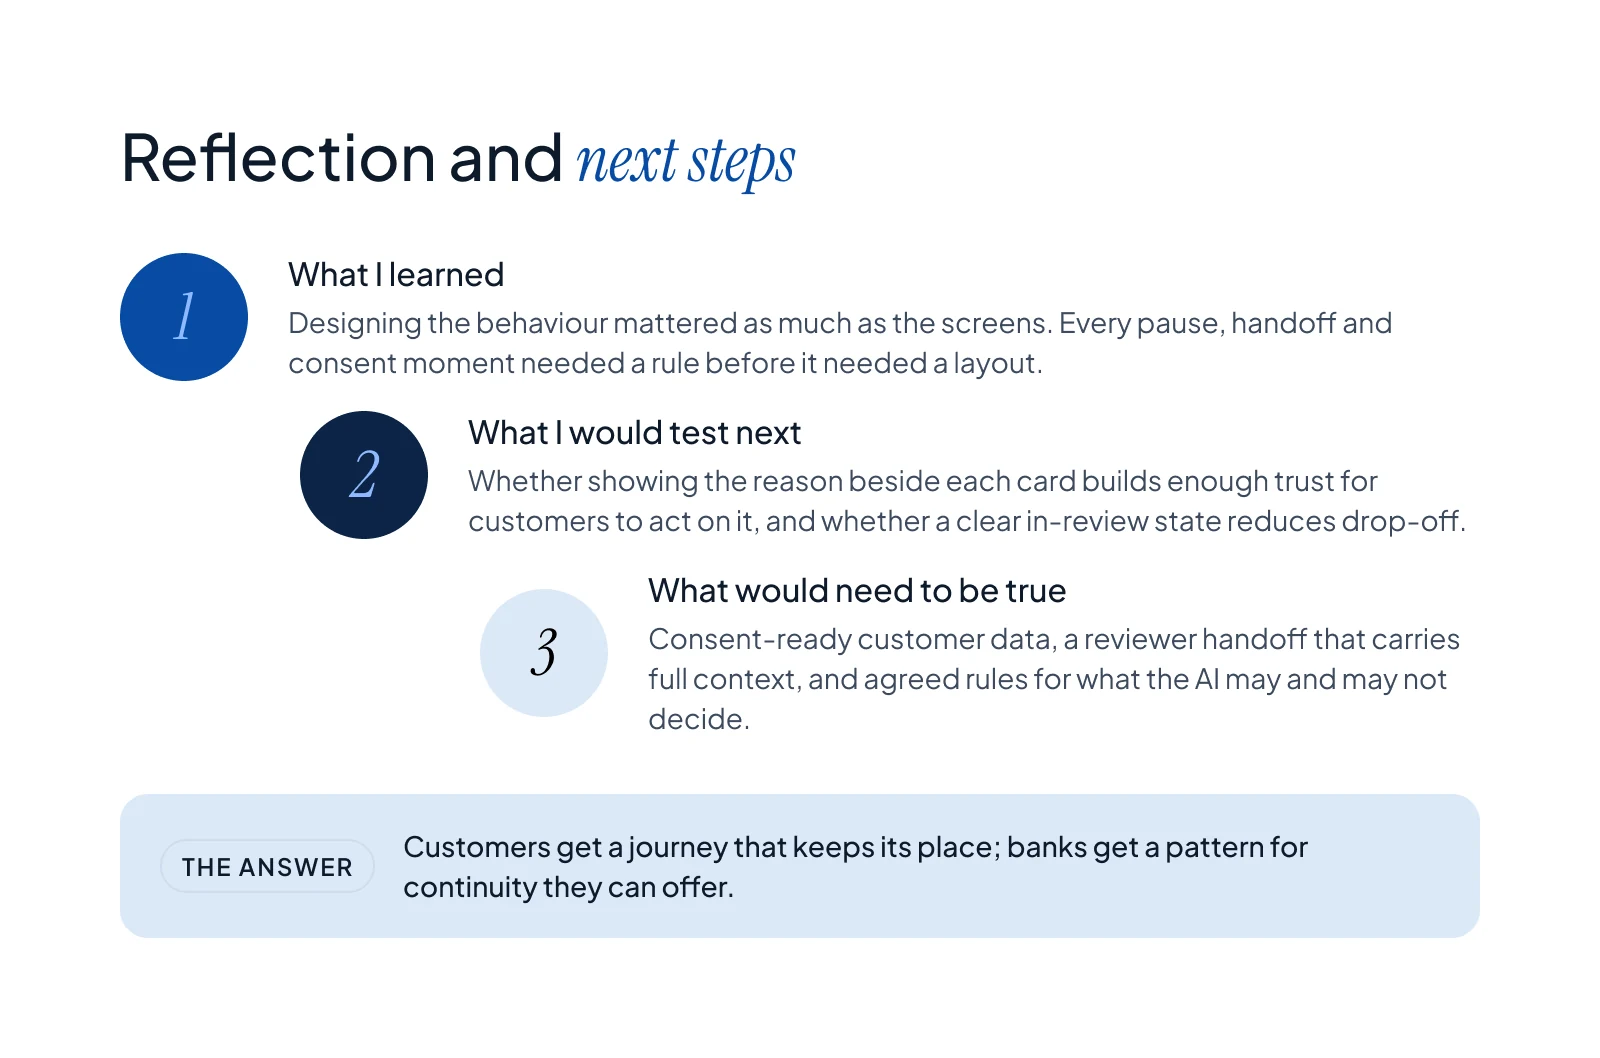 Reflection and next steps
1
What I learned
Designing the behaviour mattered as much as the screens. Every pause, handoff and
consent moment needed a rule before it needed a layout.
2
What I would test next
Whether showing the reason beside each card builds enough trust for
customers to act on it, and whether a clear in-review state reduces drop-off.
3
What would need to be true
Consent-ready customer data, a reviewer handoff that carries
full context, and agreed rules for what the AI may and may not
decide.
THE ANSWER
Customers get a journey that keeps its place; banks get a pattern for
continuity they can offer.